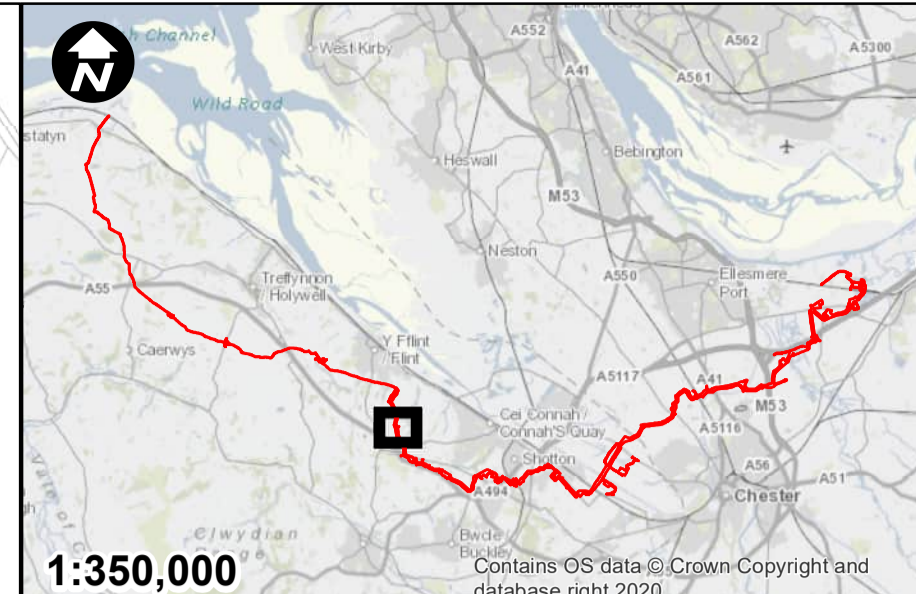 N
A552
A562
A5300
Channel
West Kirby
A41
A561
Wild Road
statyn
Heswall
Bebington
M53
Neston
A550
Ellesmere
Port
Treffynnon
/ Holywell
A55
Y Fflint
/ Flint
Caerwys
A5117
A41
M53
Cei Connah /
Connah'S Quay
A5116
Shotton
A56
A51
A494
Chester
Clwydian
Bwcle
Buckley
1:350,000
Contains OS data © Crown Copyright and
database right 2020